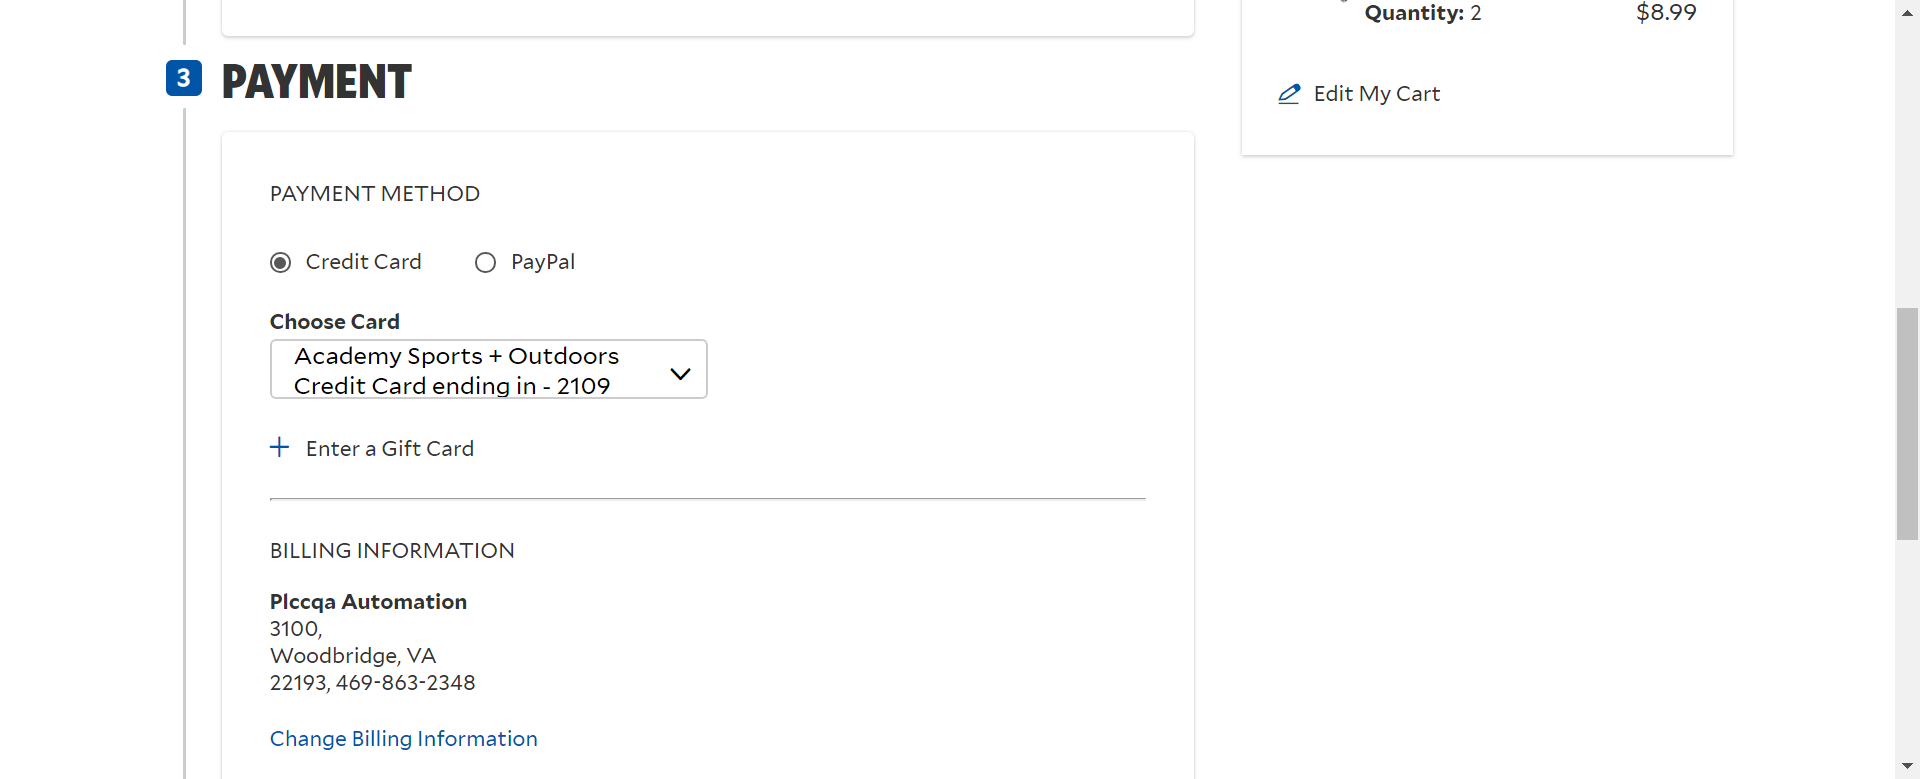 Quantity: 2 $8.99
Edit My Cart
3 PAYMENT
PAYMENT METHOD
Credit Card PayPal
Choose Card
Academy Sports + Outdoors
Credit Card ending in - 2109
Enter a Gift Card
BILLING INFORMATION
Plccqa Automation
3100,
Woodbridge, VA
22193, 469-863-2348
Change Billing Information